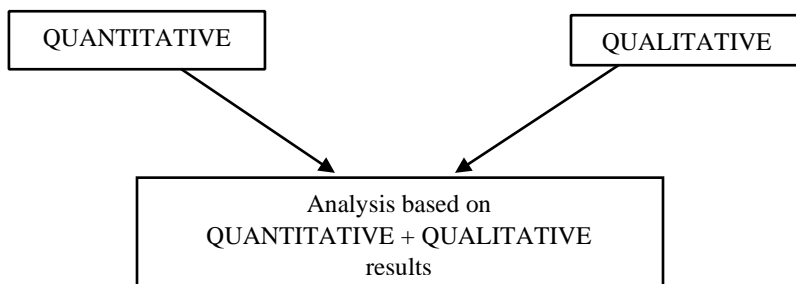 QUANTITATIVE
QUALITATIVE
Analysis based on
QUANTITATIVE + QUALITATIVE
results